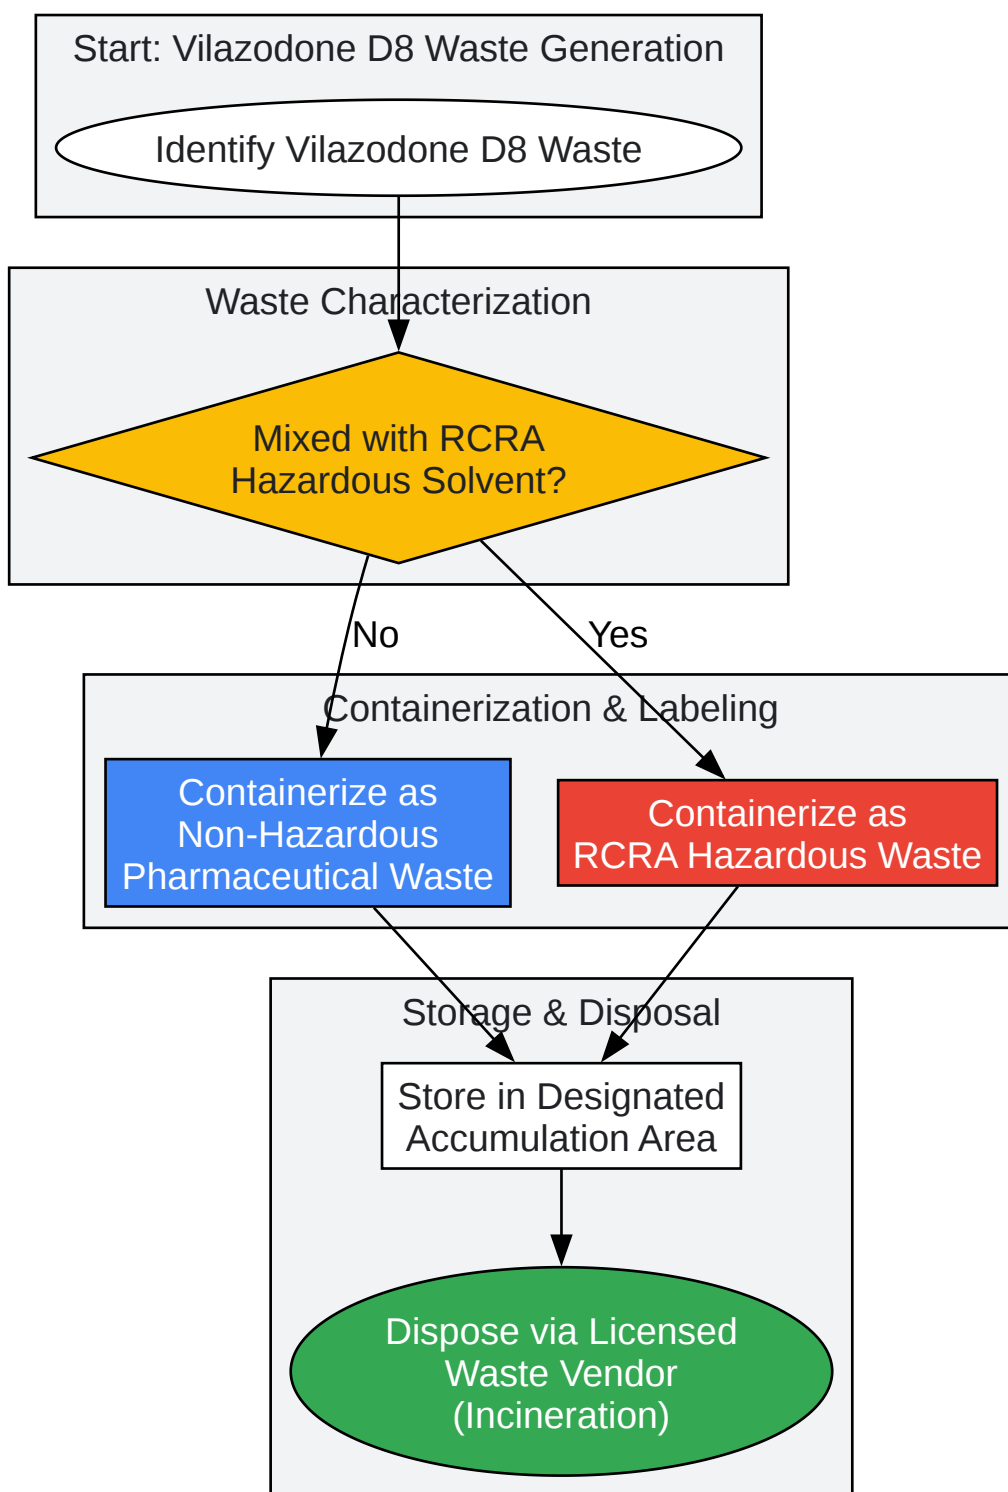 Start: Vilazodone D8 Waste Generation
Identify Vilazodone D8 Waste
Waste Characterization
Mixed with RCRA
Hazardous Solvent?
No
Yes
Containerization & Labeling
Containerize as
Non-Hazardous
Pharmaceutical Waste
Containerize as
RCRA Hazardous Waste
Storage & Disposal
Store in Designated
Accumulation Area
Dispose via Licensed
Waste Vendor
(Incineration)